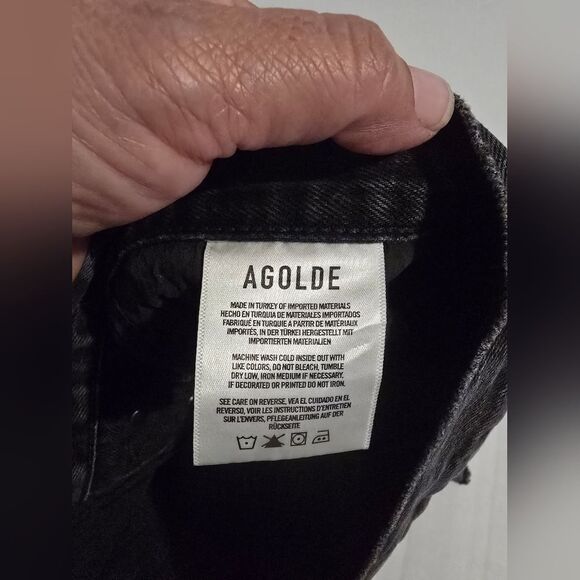 AGOLDE
MADE IN TURKEY OF IMPORTED MATERIALS
HECHO EN TURQUIA DE MATERIALES IMPORTADOS
FABRIQUÉ EN TURQUIE A PARTIR DE MATÉRIAUX
IMPORTÉS, IN DER TÜRKEI HERGESTELLT MIT
IMPORTIERTEN MATERIALIEN
MACHINE WASH COLD INSIDE OUT WITH
LIKE COLORS, DO NOT BLEACH, TUMBLE
DRY LOW, IRON MEDIUM IF NECESSARY.
IF DECORATED OR PRINTED DO NOT IRON.
SEE CARE ON REVERSE, VEA EL CUIDADO EN EL
REVERSO, VOIR LES INSTRUCTIONS D'ENTRETIEN
SUR L'ENVERS, PFLEGEANLEITUNG AUF DER
RÜCKSEITE